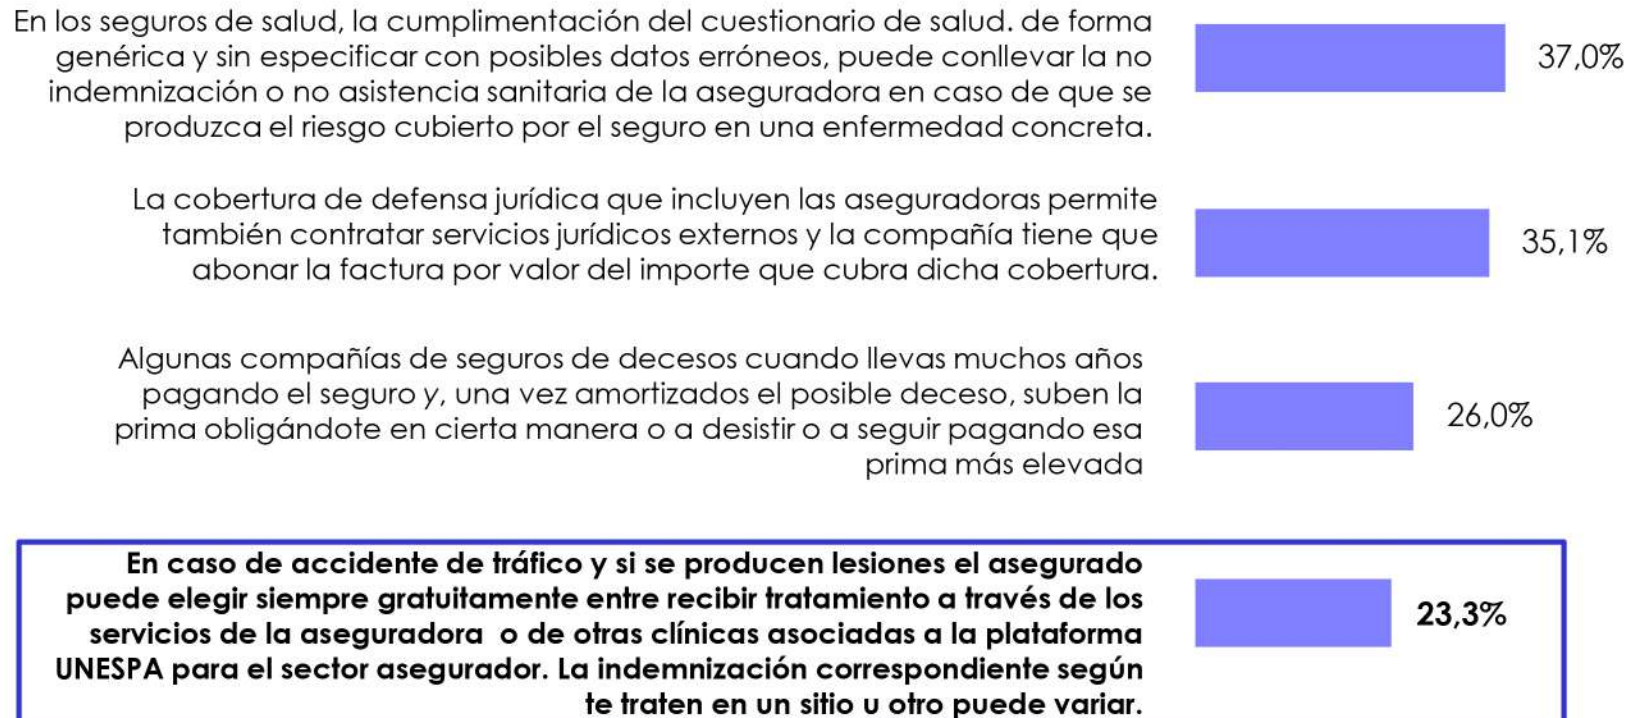 En los seguros de salud, la cumplimentación del cuestionario de salud. de forma
genérica y sin especificar con posibles datos erróneos, puede conllevar la no
indemnización o no asistencia sanitaria de la aseguradora en caso de que se
produzca el riesgo cubierto por el seguro en una enfermedad concreta.
37,0%
La cobertura de defensa jurídica que incluyen las aseguradoras permite
también contratar servicios jurídicos externos y la compañía tiene que
abonar la factura por valor del importe que cubra dicha cobertura.
35,1%
Algunas compañías de seguros de decesos cuando llevas muchos años
pagando el seguro y, una vez amortizados el posible deceso, suben la
prima obligándote en cierta manera o a desistir o a seguir pagando esa
prima más elevada
26,0%
En caso de accidente de tráfico y si se producen lesiones el asegurado
puede elegir siempre gratuitamente entre recibir tratamiento a través de los
servicios de la aseguradora o de otras clínicas asociadas a la plataforma
UNESPA para el sector asegurador. La indemnización correspondiente según
te traten en un sitio u otro puede variar.
23,3%